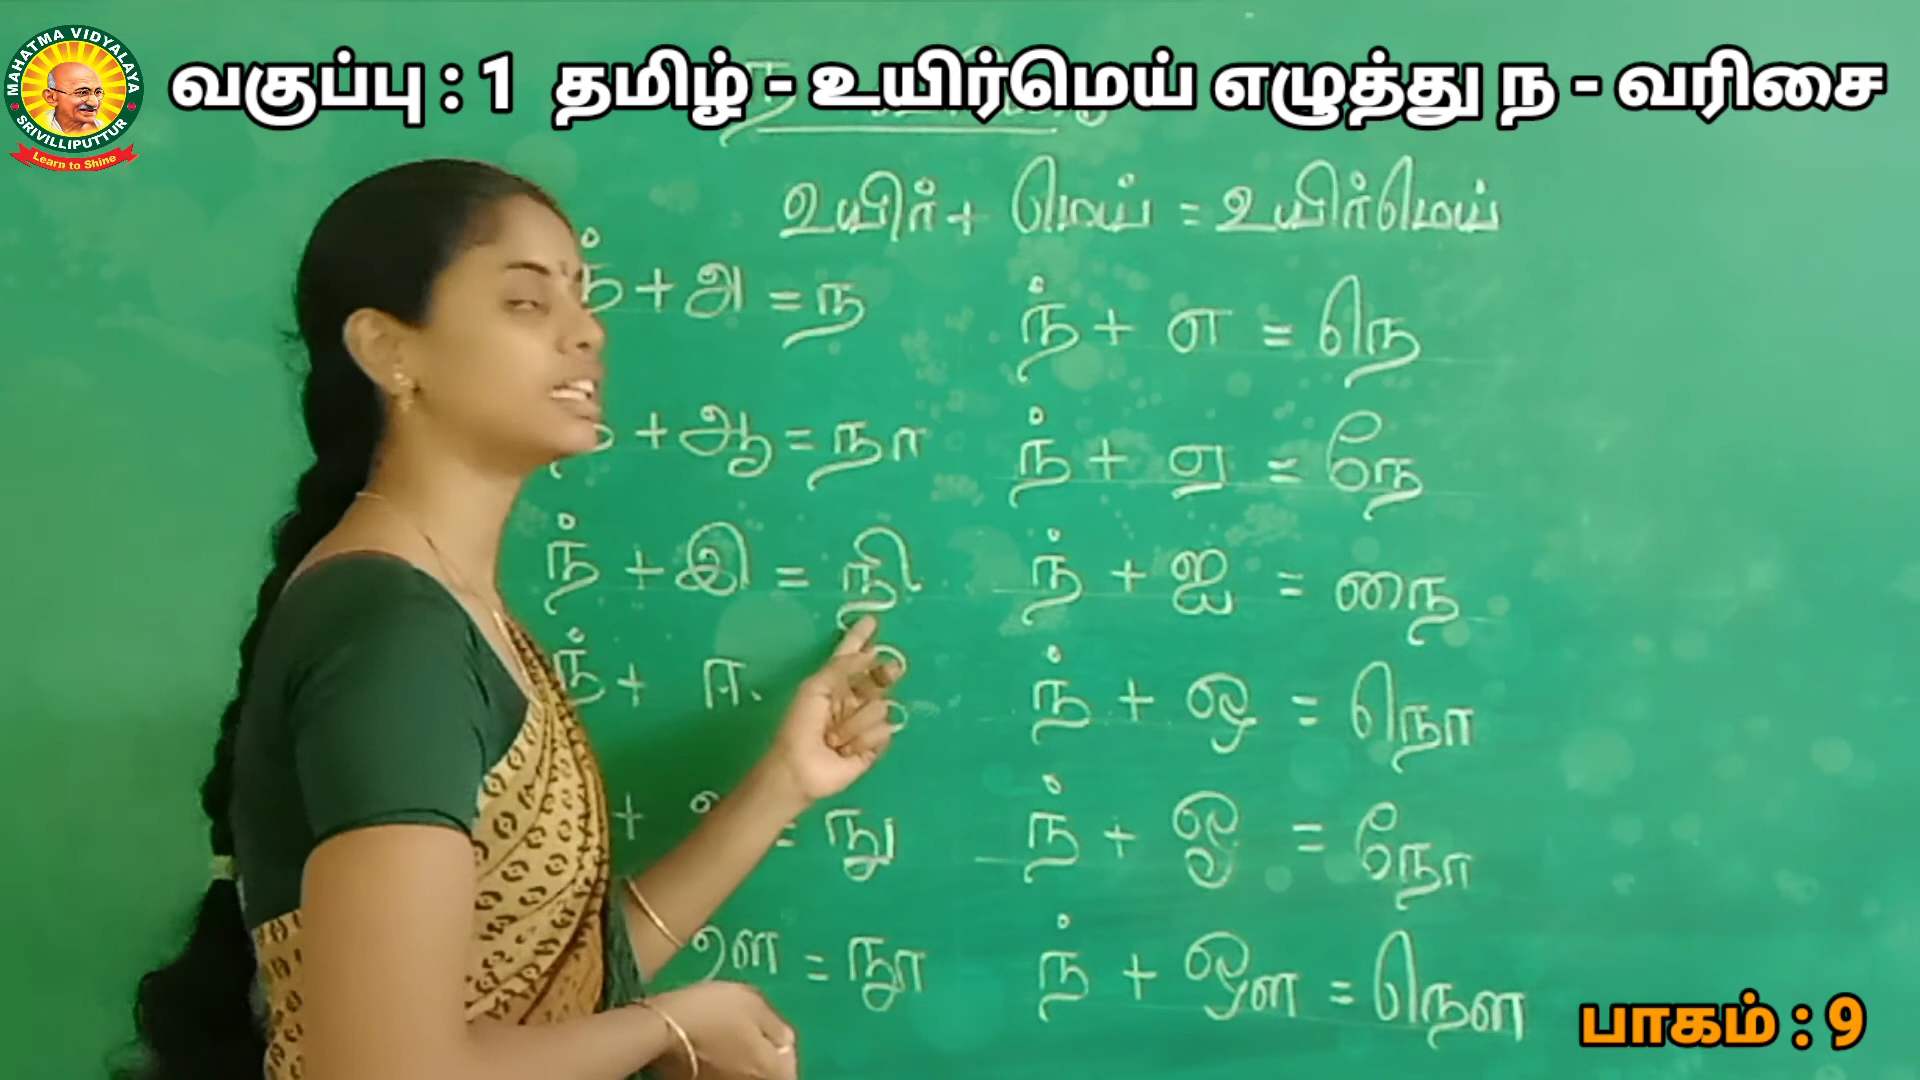 MAHATMA VIDYALAYA
SRIVILLIPUTTUR
Learn to Shine
வகுப்பு : 1 தமிழ் - உயிர்மெய் எழுத்து ந - வரிசை
உயிர் + மெய் = உயிர்மெய்
ந் + அ = ந
+ ஆ = நா
ந் + இ = நி
ந் + ஈ
+ = நு
ஊ = நூ
ந் + எ = நெ
ந் + ஏ = நே
ந் + ஐ = நை
ந் + ஒ = நொ
ந் + ஓ = நோ
ந் + ஔ = நௌ
பாகம் : 9